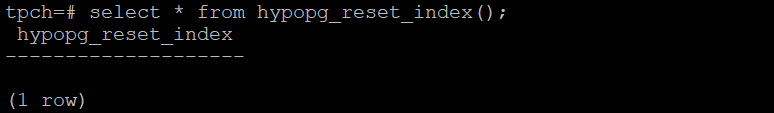 tpch=# select * from hypopg_reset_index();
 hypopg_reset_index
--------------------
(1 row)